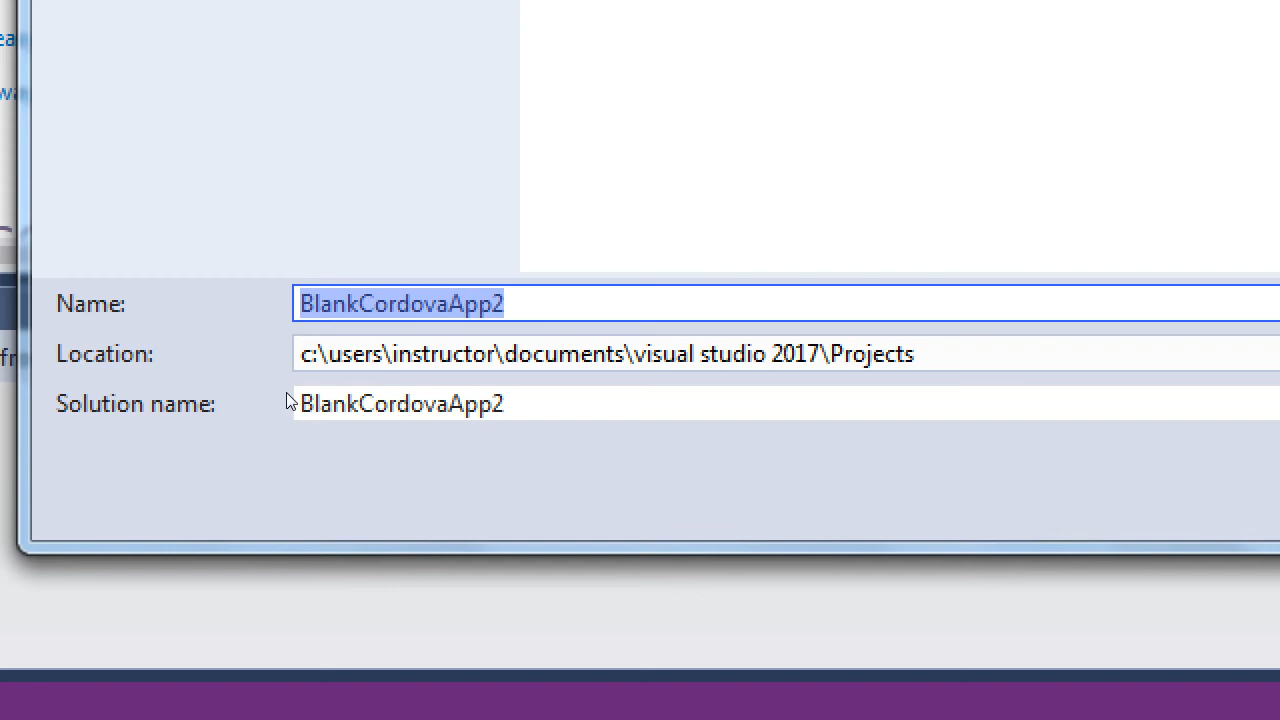 Name:
BlankCordovaApp2
Location:
c:\users\instructor\documents\visual studio 2017\Projects
Solution name:
BlankCordovaApp2